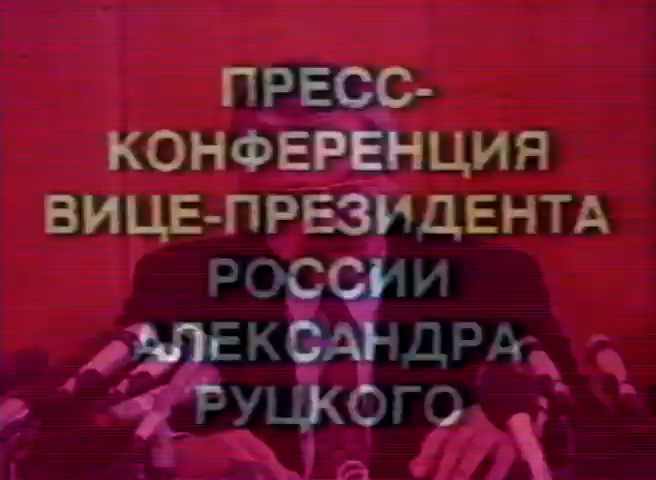 ПРЕСС-
КОНФЕРЕНЦИЯ
ВИЦЕ-ПРЕЗИДЕНТА
РОССИИ
АЛЕКСАНДРА
РУЦКОГО